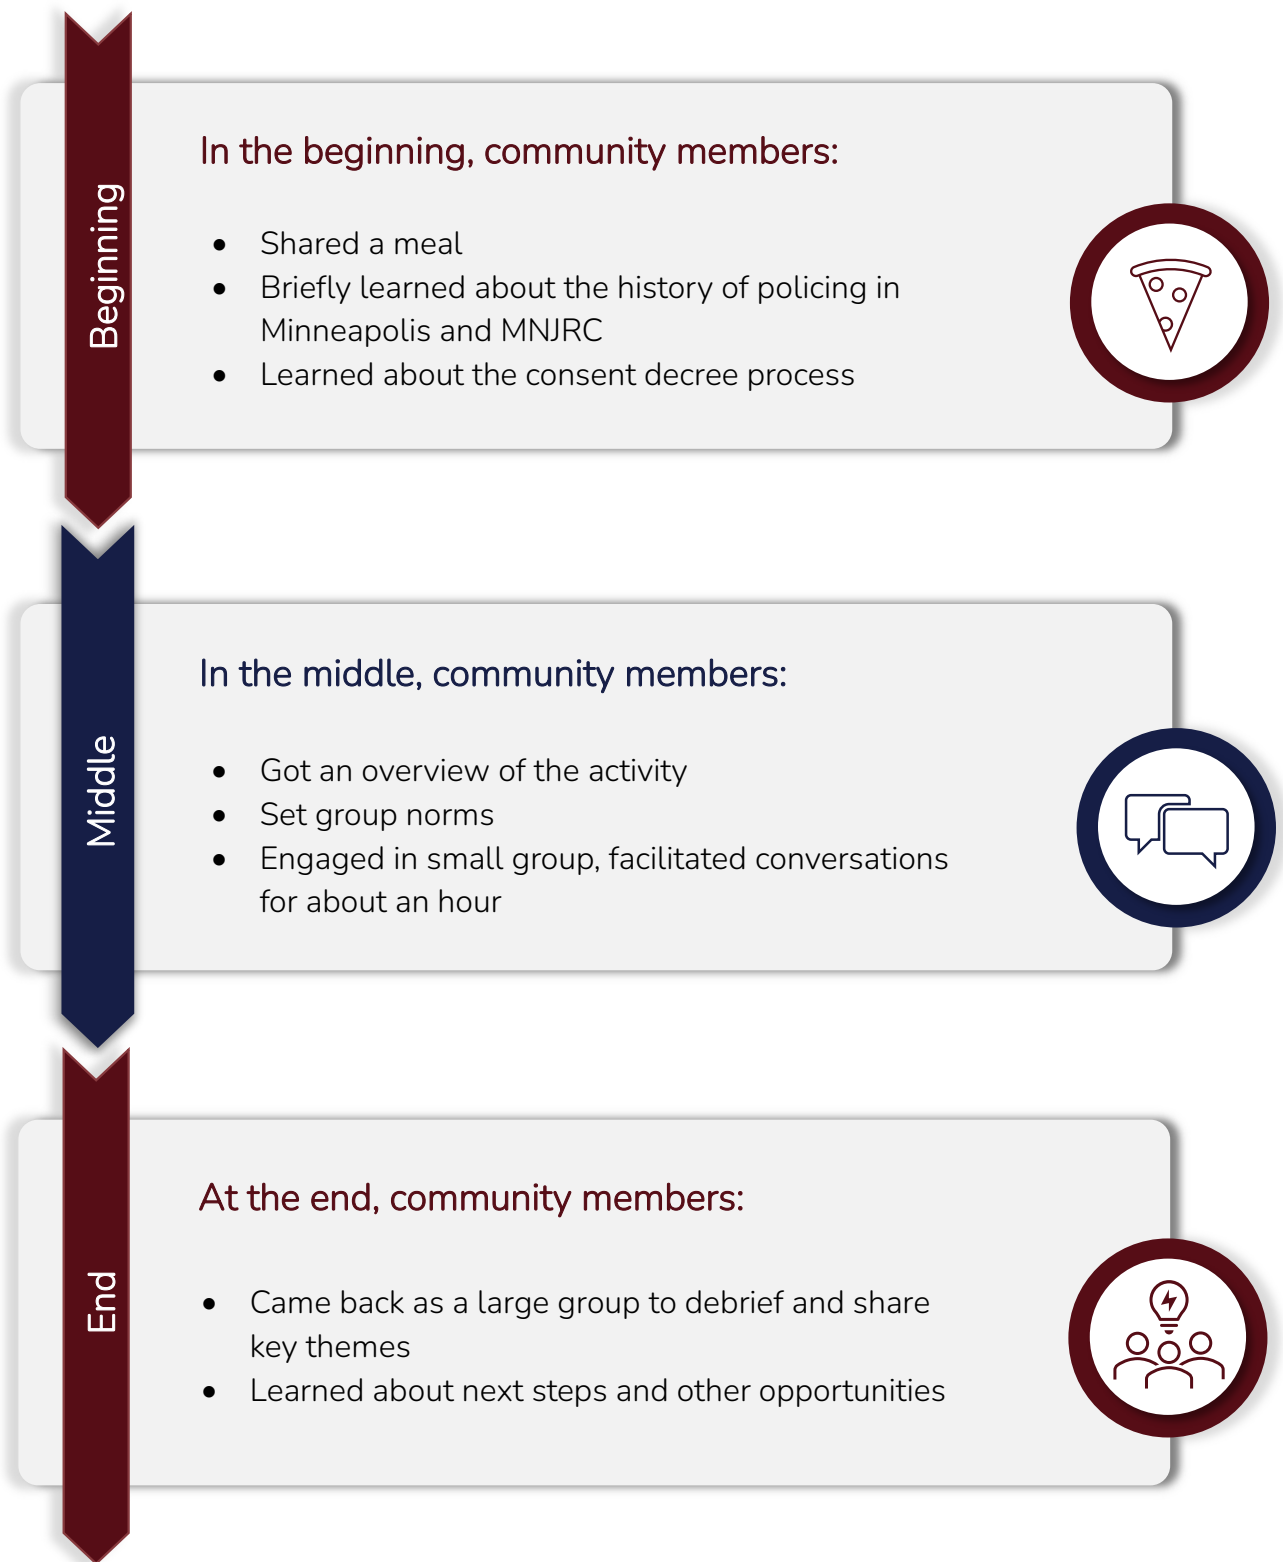 Beginning
In the beginning, community members:
• Shared a meal
• Briefly learned about the history of policing in
Minneapolis and MNJRC
• Learned about the consent decree process
Middle
In the middle, community members:
• Got an overview of the activity
• Set group norms
• Engaged in small group, facilitated conversations
for about an hour
End
At the end, community members:
• Came back as a large group to debrief and share
key themes
• Learned about next steps and other opportunities